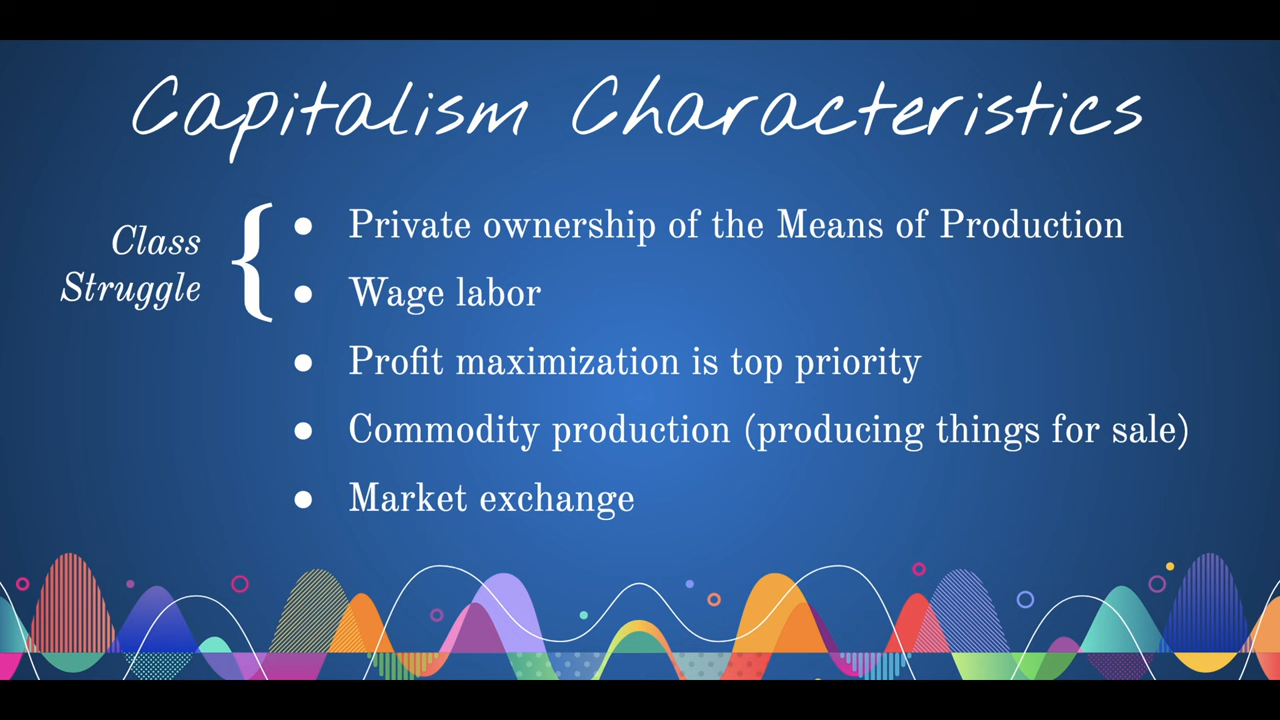 Capitalism Characteristics
Class
Struggle
{
● Private ownership of the Means of Production
● Wage labor
● Profit maximization is top priority
● Commodity production (producing things for sale)
● Market exchange